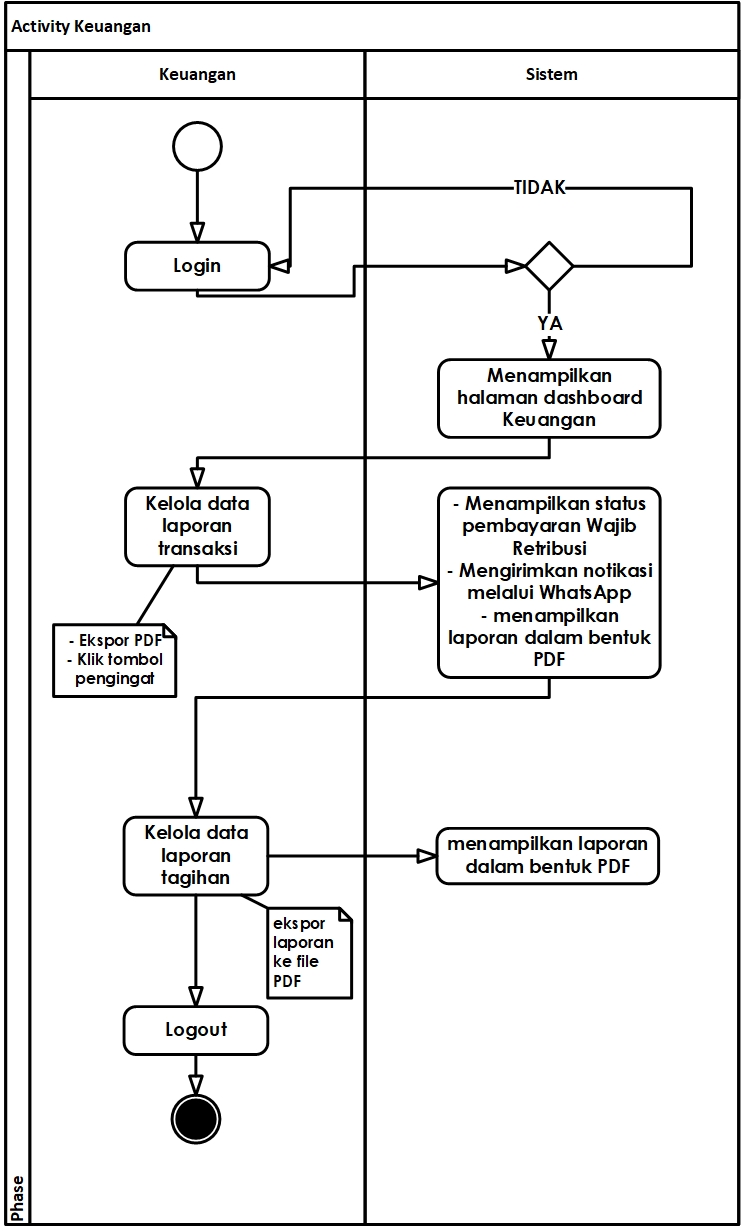 Activity Keuangan
Keuangan
Sistem
TIDAK
Login
YA
Menampilkan
halaman dashboard
Keuangan
Kelola data
laporan
transaksi
- Menampilkan status
pembayaran Wajib
Retribusi
- Mengirimkan notikasi
melalui WhatsApp
- menampilkan
laporan dalam bentuk
PDF
- Ekspor PDF
- Klik tombol
pengingat
Kelola data
laporan
tagihan
menampilkan laporan
dalam bentuk PDF
ekspor
laporan
ke file
PDF
Logout
Phase